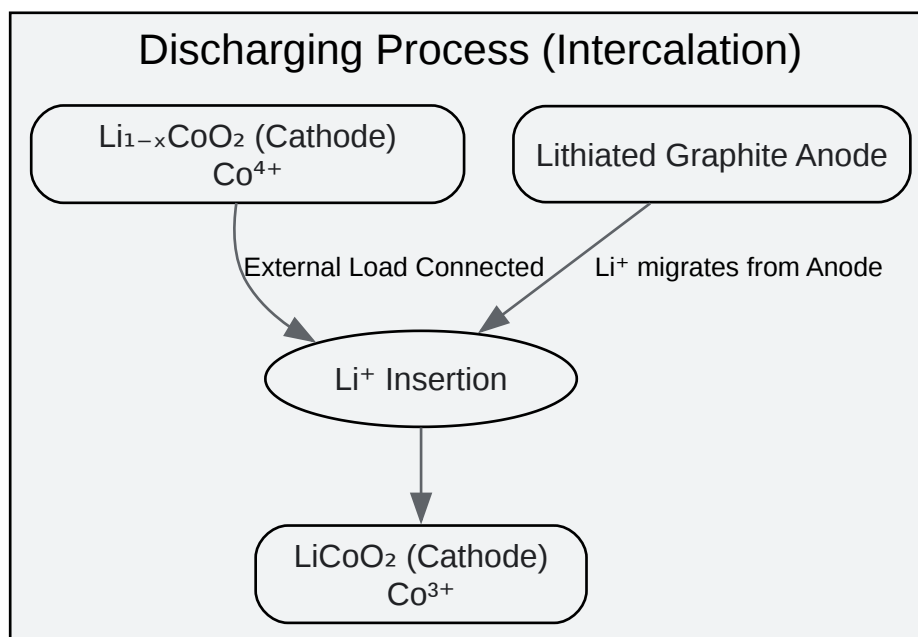 Discharging Process (Intercalation)
Li₁₋ₓCoO₂ (Cathode)
Co⁴⁺
Lithiated Graphite Anode
External Load Connected
Li⁺ migrates from Anode
Li⁺ Insertion
LiCoO₂ (Cathode)
Co³⁺